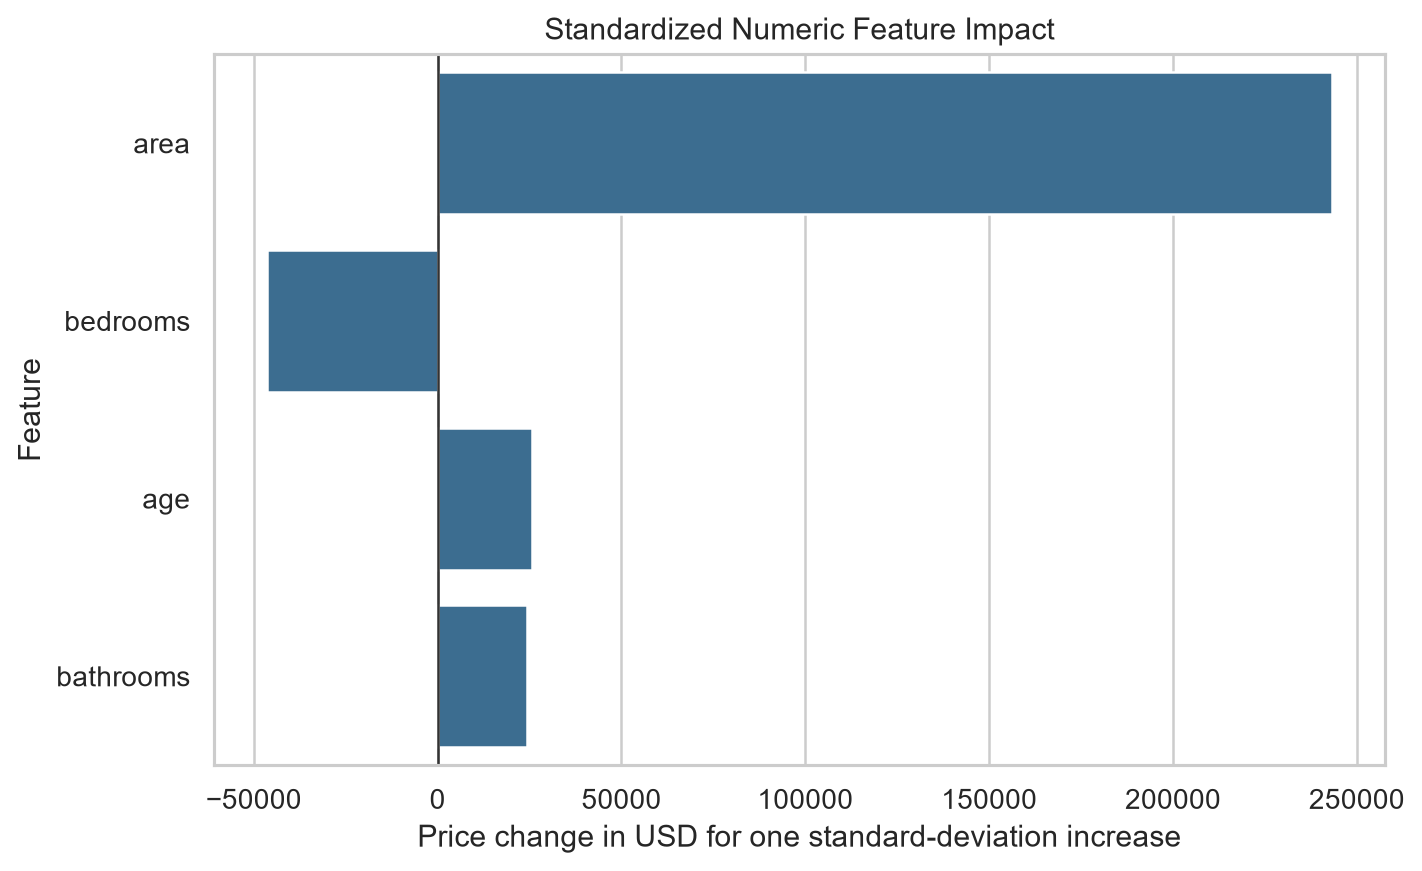 Standardized Numeric Feature Impact
area
bedrooms
age
bathrooms
Feature
−50000 0 50000 100000 150000 200000 250000
Price change in USD for one standard-deviation increase